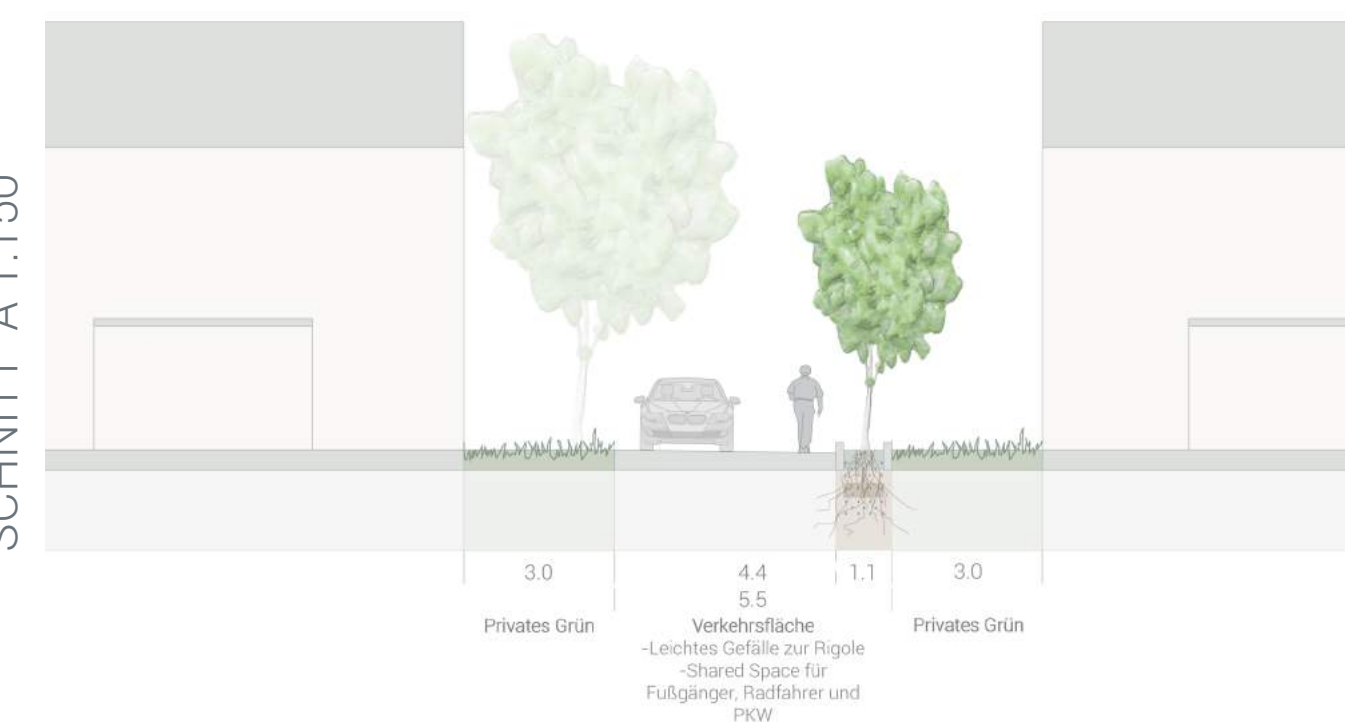 SCHNITT A 1:150
3.0
4.4
1.1
3.0
5.5
Privates Grün
Verkehrsfläche
Privates Grün
-Leichtes Gefälle zur Rigole
-Shared Space für
Fußgänger, Radfahrer und
PKW